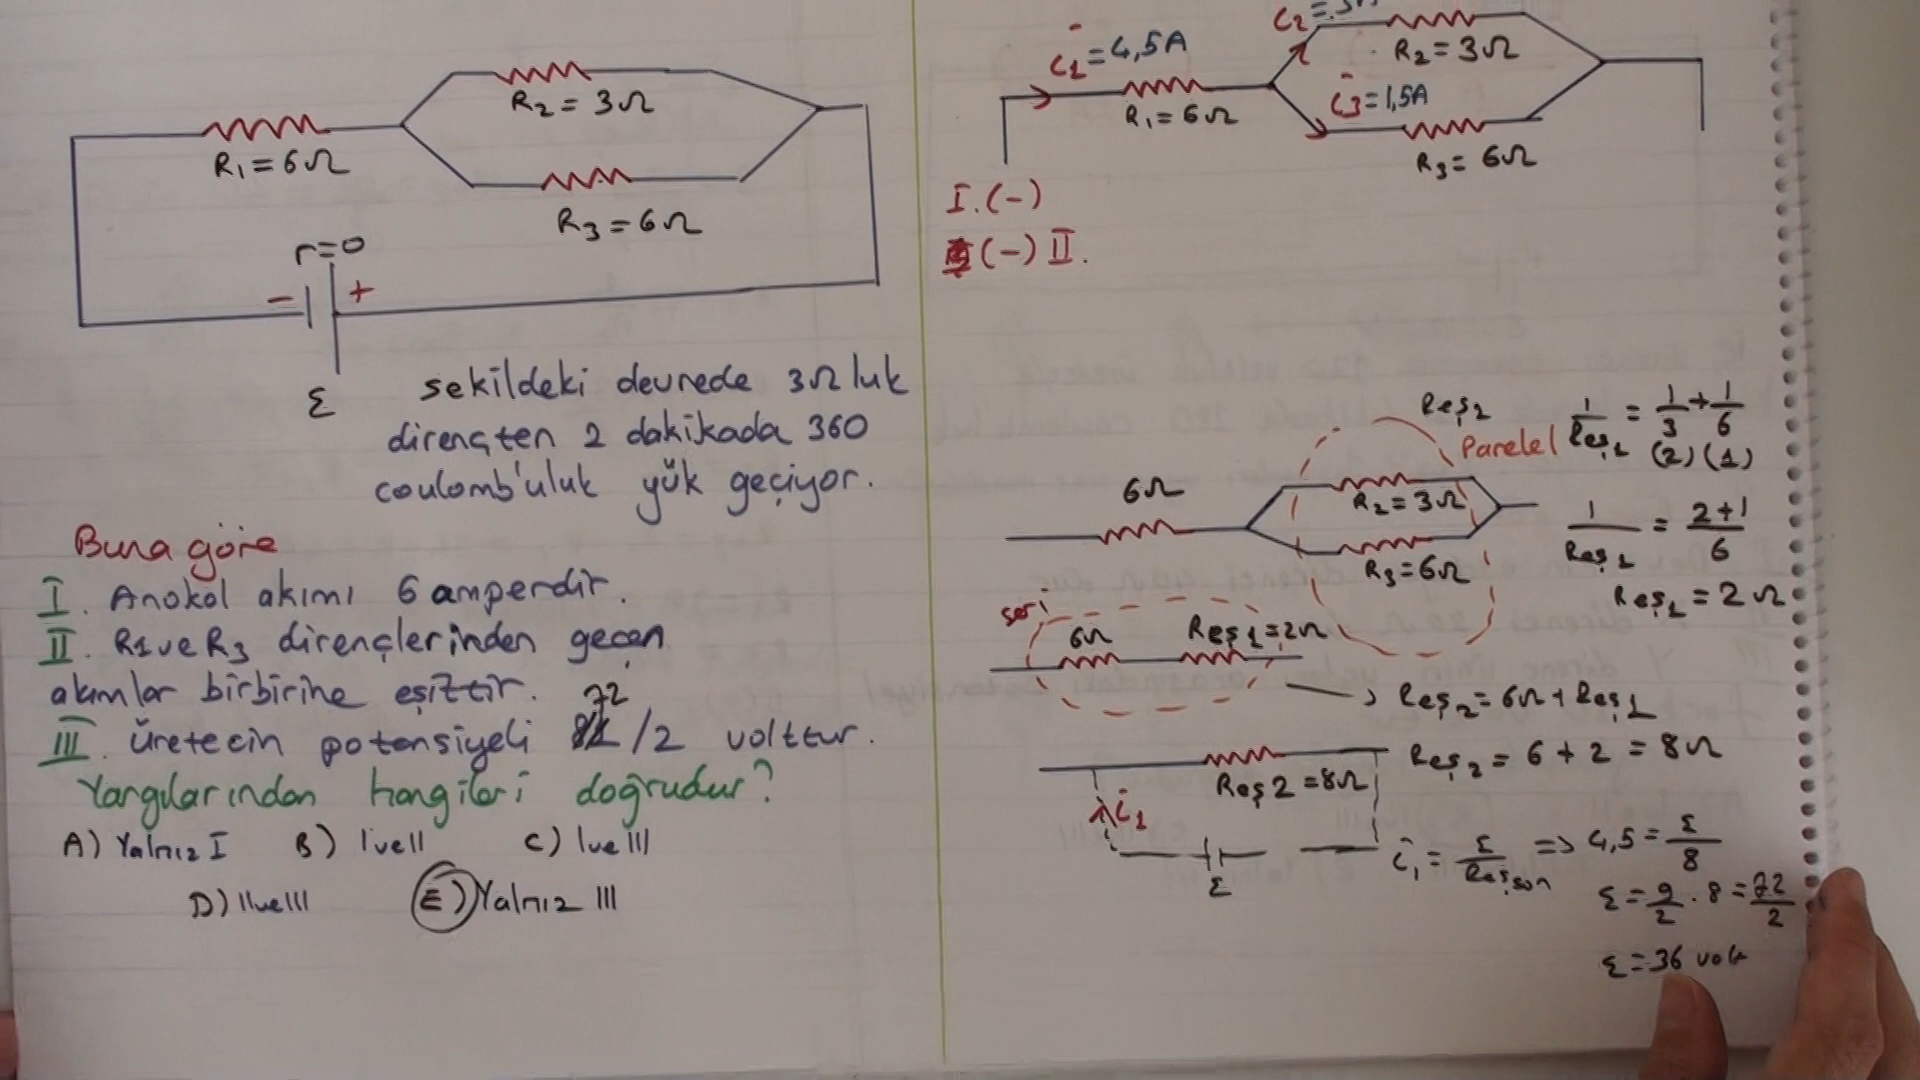 R₂ = 3Ω
R₁ = 6Ω
R₃ = 6Ω
r=0
- +
Ɛ
sekildeki devrede 3Ω luk
dirençten 2 dakikada 360
coulomb'uluk yük geçiyor.
Buna göre
I. Anakol akımı 6 amperdir.
II. R1 ve R3 dirençlerinden geçen
akımlar birbirine eşittir.
72
III. Üretecin potansiyeli /2 volttur.
Yargılarından hangileri doğrudur?
A) Yalnız I B) I ve II C) I ve III
D) II ve III E) Yalnız III
i₂ =
i₁ = 4,5A
R₂ = 3Ω
i₃ = 1,5A
R₁ = 6Ω
R₃ = 6Ω
I. (-)
(-) II.
Reş₂
Parelel
1/Reş₁ = 1/3 + 1/6
(2) (1)
6Ω
R₂ = 3Ω
R₃ = 6Ω
1/Reş₁ = 2+1/6
Reş₁ = 2Ω
seri
6Ω Reş₁ = 2Ω
Reş₂ = 6Ω + Reş₁
Reş₂ = 6 + 2 = 8Ω
Reş2 = 8Ω
i₁
Ɛ
i₁ = Ɛ/Reş son => 4,5 = Ɛ/8
Ɛ = 9/2 . 8 = 72/2
Ɛ = 36 volt